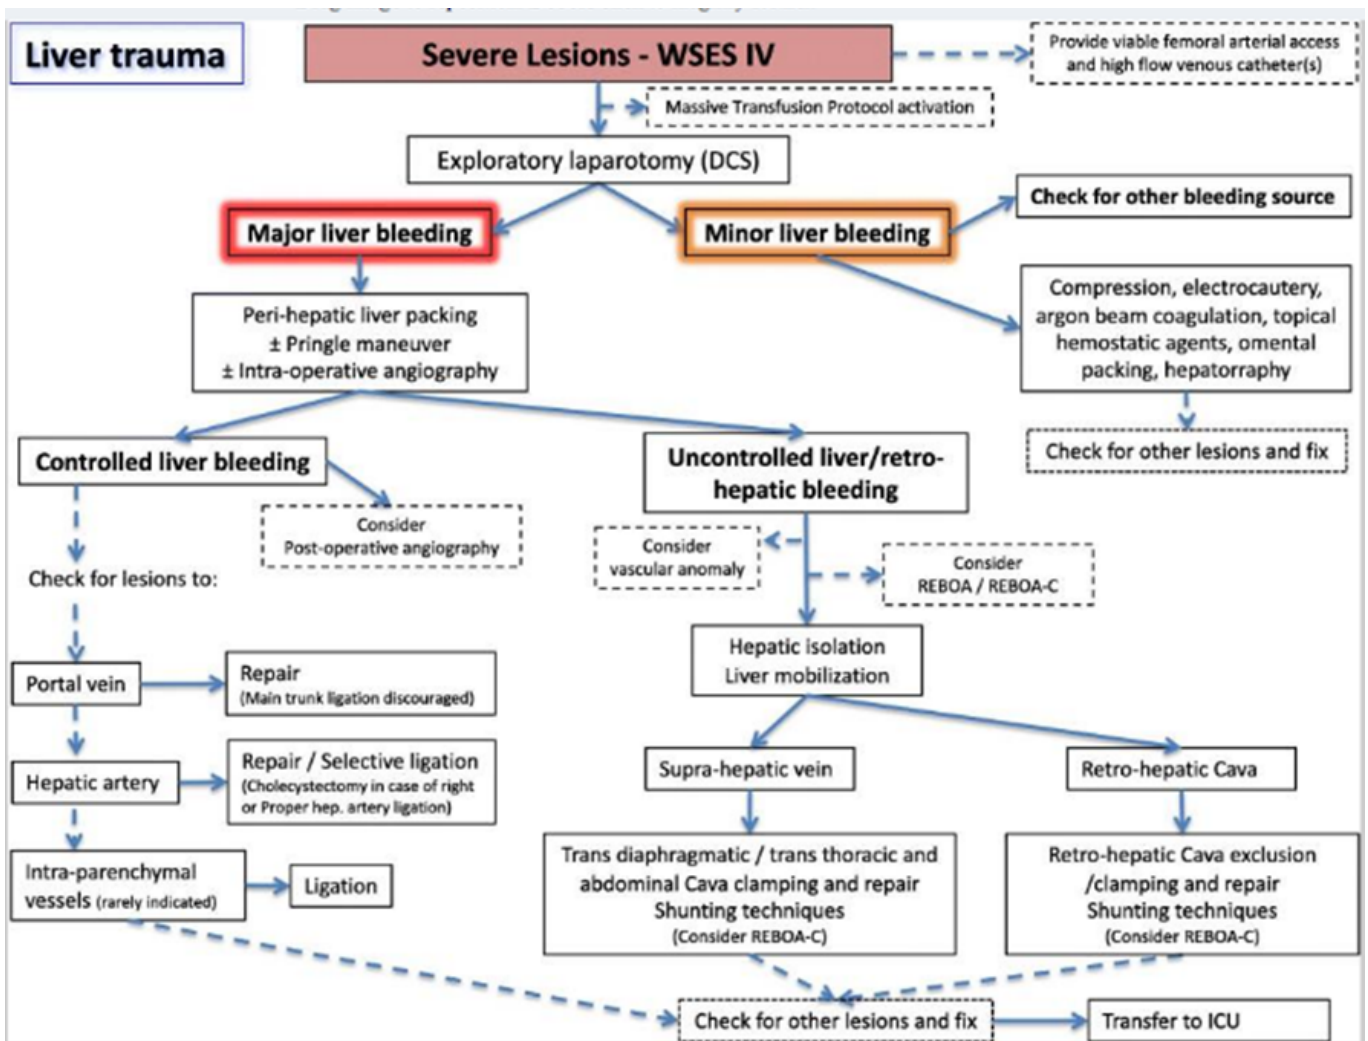 Liver trauma
Severe Lesions - WSES IV
Provide viable femoral arterial access
and high flow venous catheter(s)
Massive Transfusion Protocol activation
Exploratory laparotomy (DCS)
Check for other bleeding source
Major liver bleeding
Minor liver bleeding
Peri-hepatic liver packing
± Pringle maneuver
± Intra-operative angiography
Compression, electrocautery,
argon beam coagulation, topical
hemostatic agents, omental
packing, hepatorraphy
Check for other lesions and fix
Controlled liver bleeding
Uncontrolled liver/retro-
hepatic bleeding
Consider
Post-operative angiography
Consider
vascular anomaly
Consider
REBOA / REBOA-C
Check for lesions to:
Hepatic isolation
Liver mobilization
Portal vein
Repair
(Main trunk ligation discouraged)
Hepatic artery
Repair / Selective ligation
(Cholecystectomy in case of right
or Proper hep. artery ligation)
Supra-hepatic vein
Retro-hepatic Cava
Intra-parenchymal
vessels (rarely indicated)
Ligation
Trans diaphragmatic / trans thoracic and
abdominal Cava clamping and repair
Shunting techniques
(Consider REBOA-C)
Retro-hepatic Cava exclusion
/clamping and repair
Shunting techniques
(Consider REBOA-C)
Check for other lesions and fix
Transfer to ICU